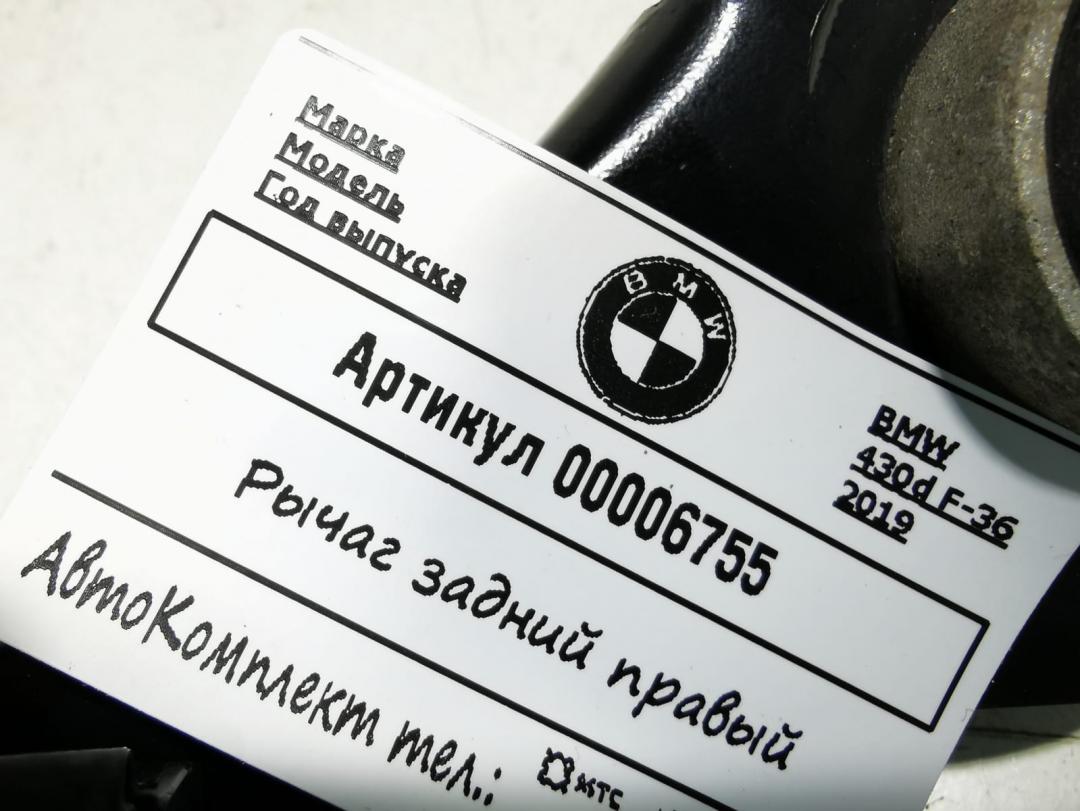 Марка
Модель
Год выпуска
BMW
BMW
430d F-36
2019
Артикул 00006755
Рычаг задний правый
АвтоКомплект тел.: